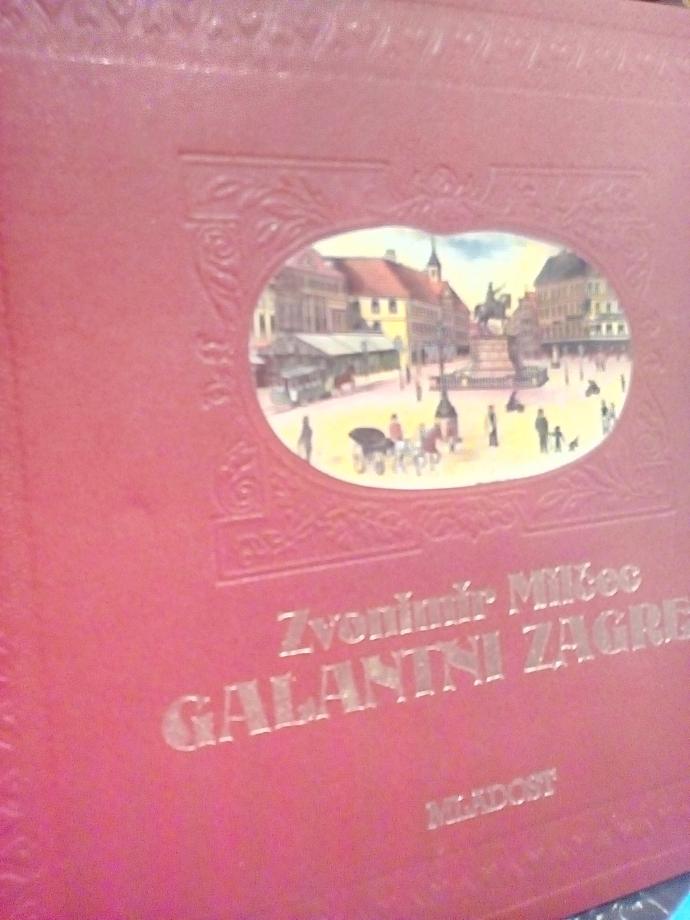 Zvonimir Milčec
GALANTNI ZAGRE
MLADOST